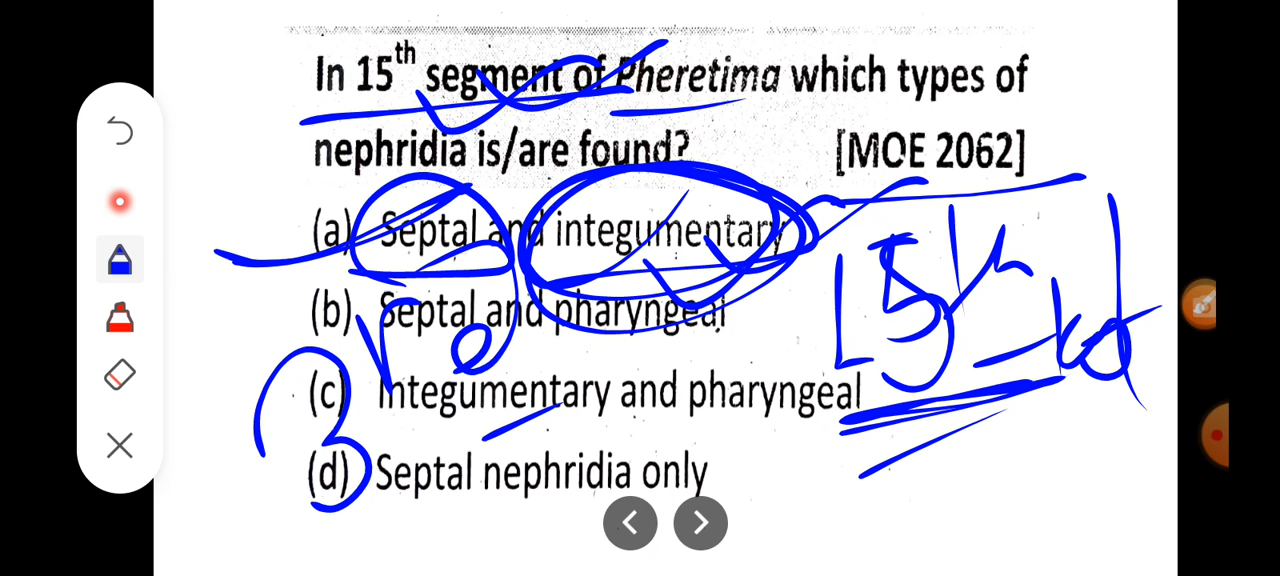 In 15th segment of Pheretima which types of
nephridia is/are found? [MOE 2062]
(a) Septal and integumentary
(b) Septal and pharyngeal
(c) Integumentary and pharyngeal
(d) Septal nephridia only
15th